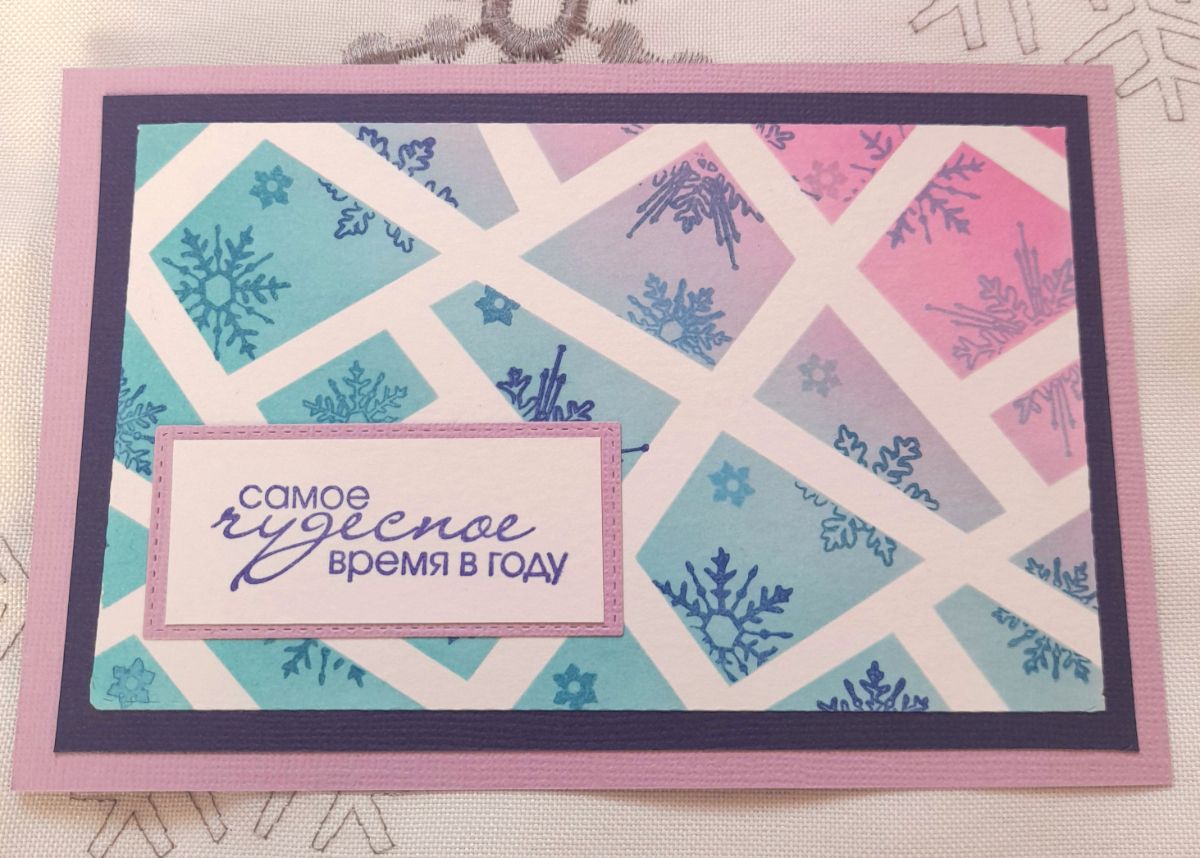 самое
чудесное
время в году